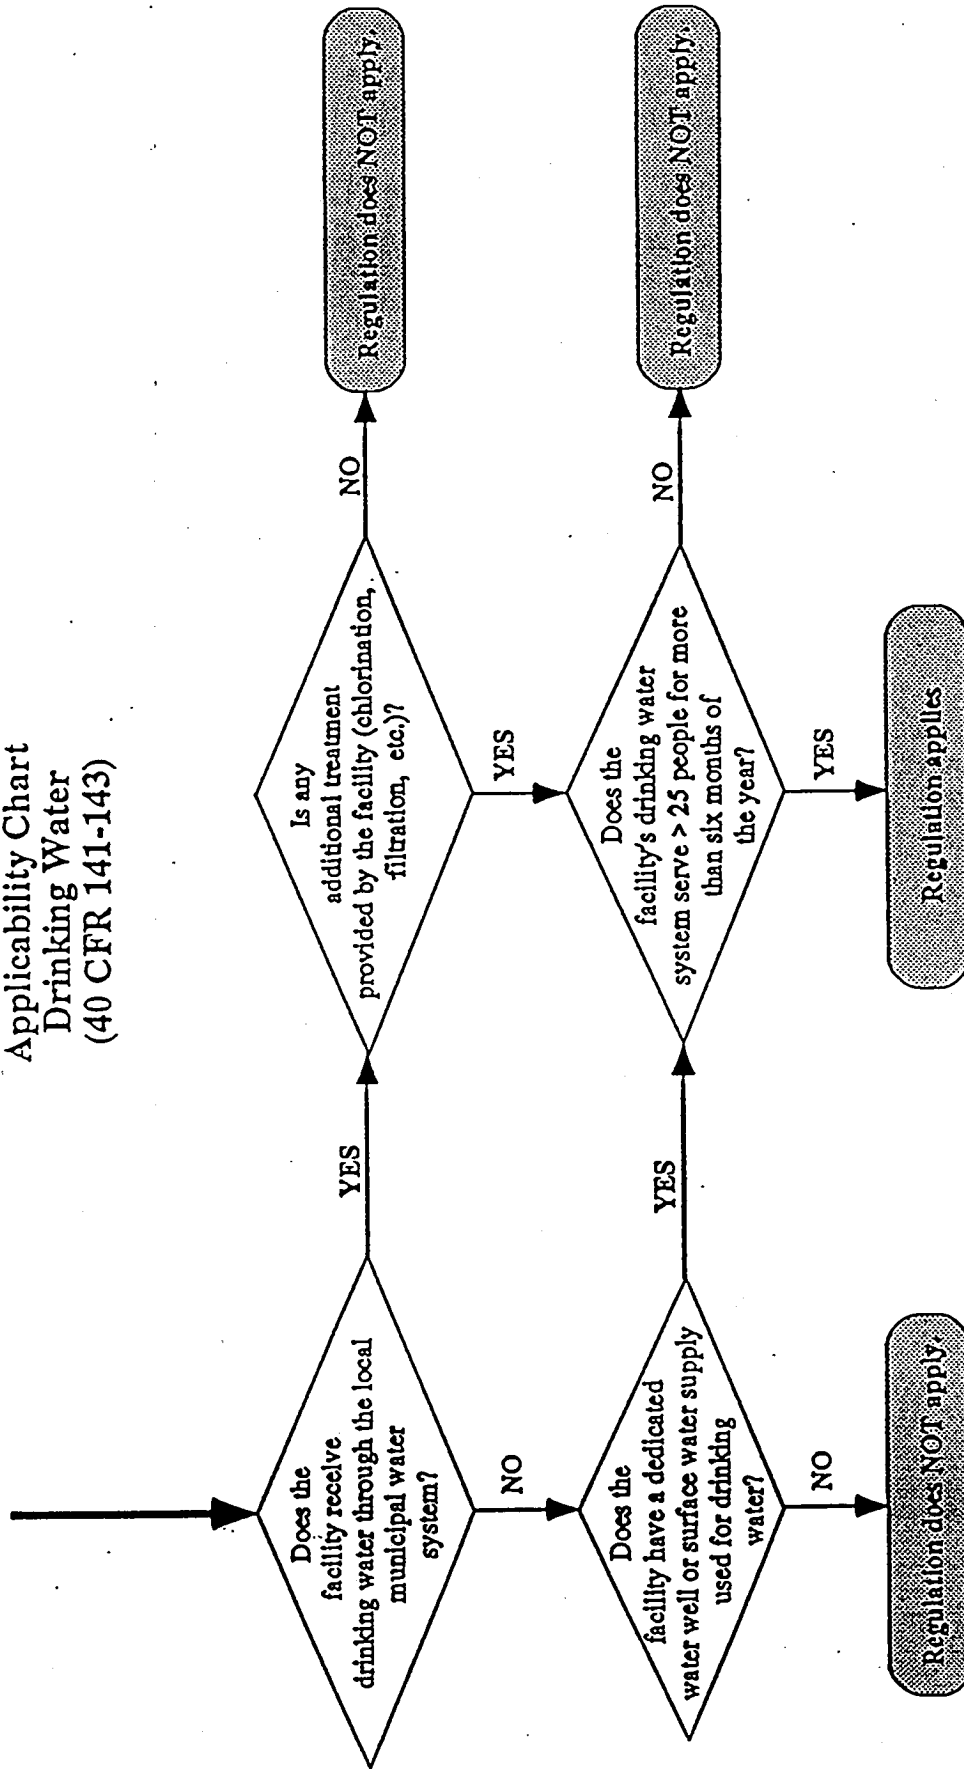 Applicability Chart
Drinking Water
(40 CFR 141-143)
Does the
facility receive
drinking water through the local
municipal water
system?
YES
Is any
additional treatment
provided by the facility (chlorination,
filtration, etc.)?
NO
Regulation does NOT apply.
NO
YES
Does the
facility have a dedicated
water well or surface water supply
used for drinking
water?
YES
Does the
facility's drinking water
system serve > 25 people for more
than six months of
the year?
NO
Regulation does NOT apply.
NO
YES
Regulation does NOT apply.
Regulation applies